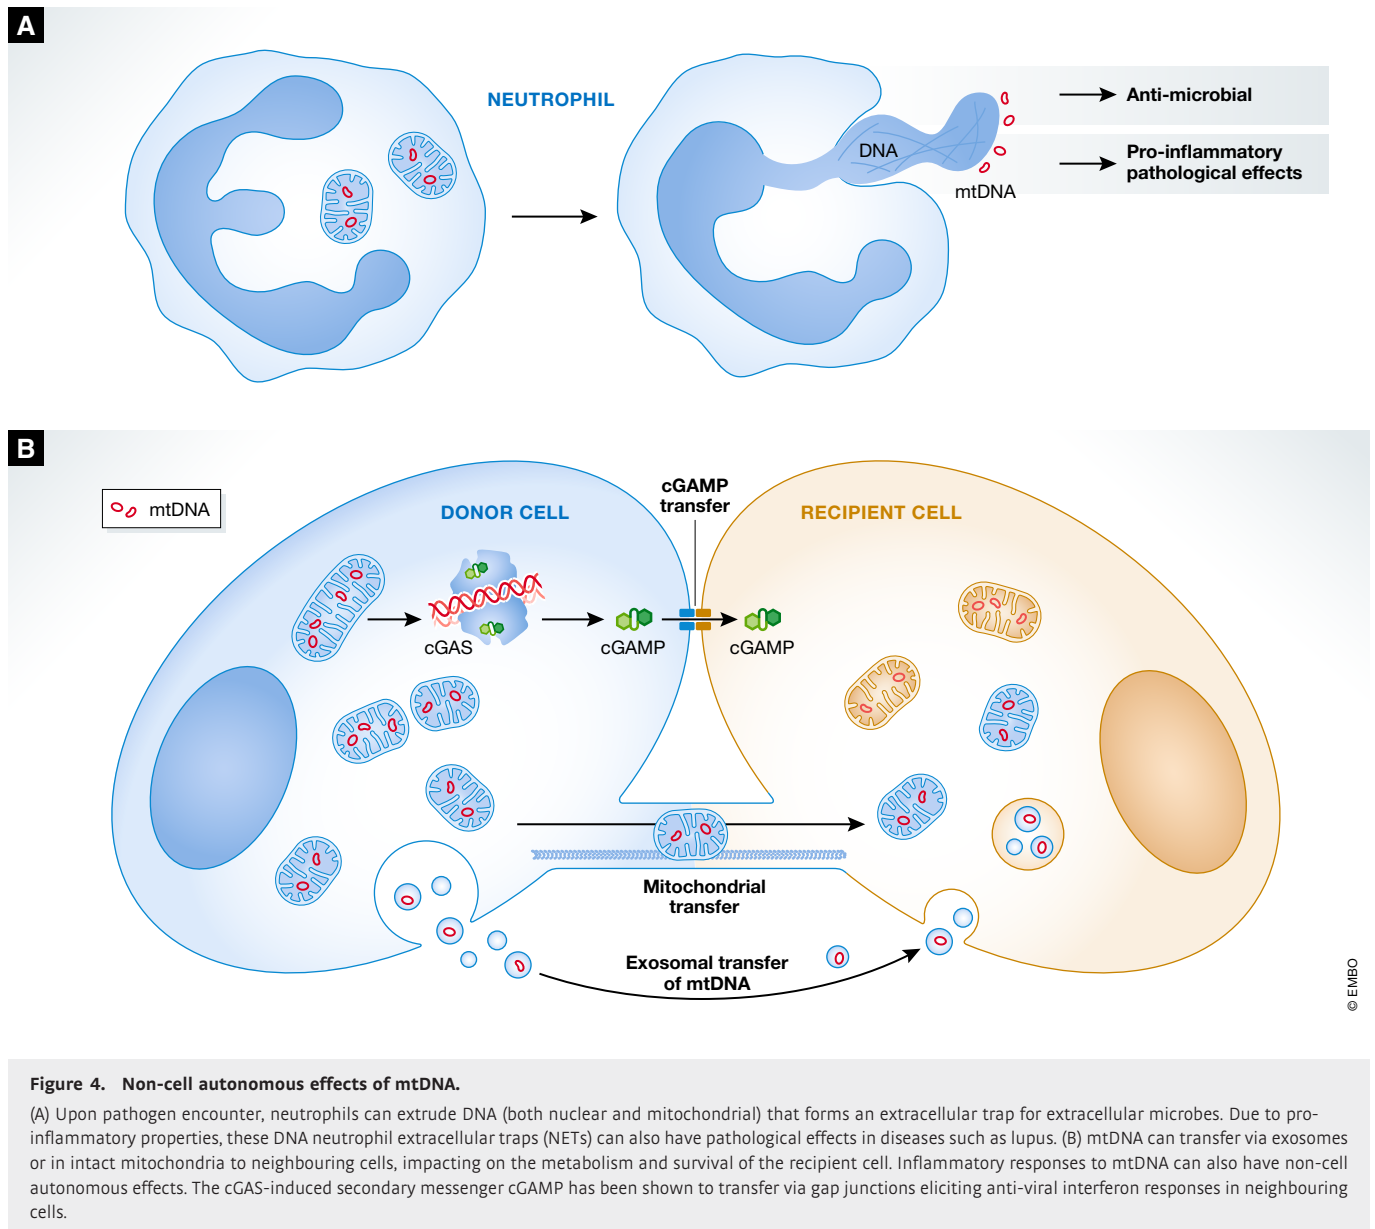 A
NEUTROPHIL
DNA
mtDNA
Anti-microbial
Pro-inflammatory
pathological effects
B
mtDNA
DONOR CELL
cGAMP
transfer
RECIPIENT CELL
cGAS
cGAMP
cGAMP
Mitochondrial
transfer
Exosomal transfer
of mtDNA
© EMBO
Figure 4. Non-cell autonomous effects of mtDNA.
(A) Upon pathogen encounter, neutrophils can extrude DNA (both nuclear and mitochondrial) that forms an extracellular trap for extracellular microbes. Due to pro-
inflammatory properties, these DNA neutrophil extracellular traps (NETs) can also have pathological effects in diseases such as lupus. (B) mtDNA can transfer via exosomes
or in intact mitochondria to neighbouring cells, impacting on the metabolism and survival of the recipient cell. Inflammatory responses to mtDNA can also have non-cell
autonomous effects. The cGAS-induced secondary messenger cGAMP has been shown to transfer via gap junctions eliciting anti-viral interferon responses in neighbouring
cells.